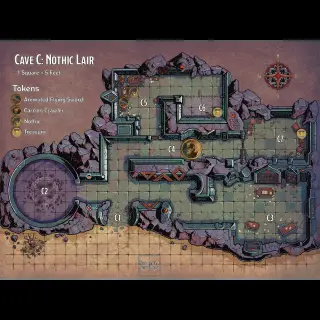 Cave C: Nothic Lair
1 Square = 5 Feet
Tokens
Animated Flying Sword
Carrion Crawler
Nothic
Treasure
C5
C6
C7
C4
C2
C1
C3